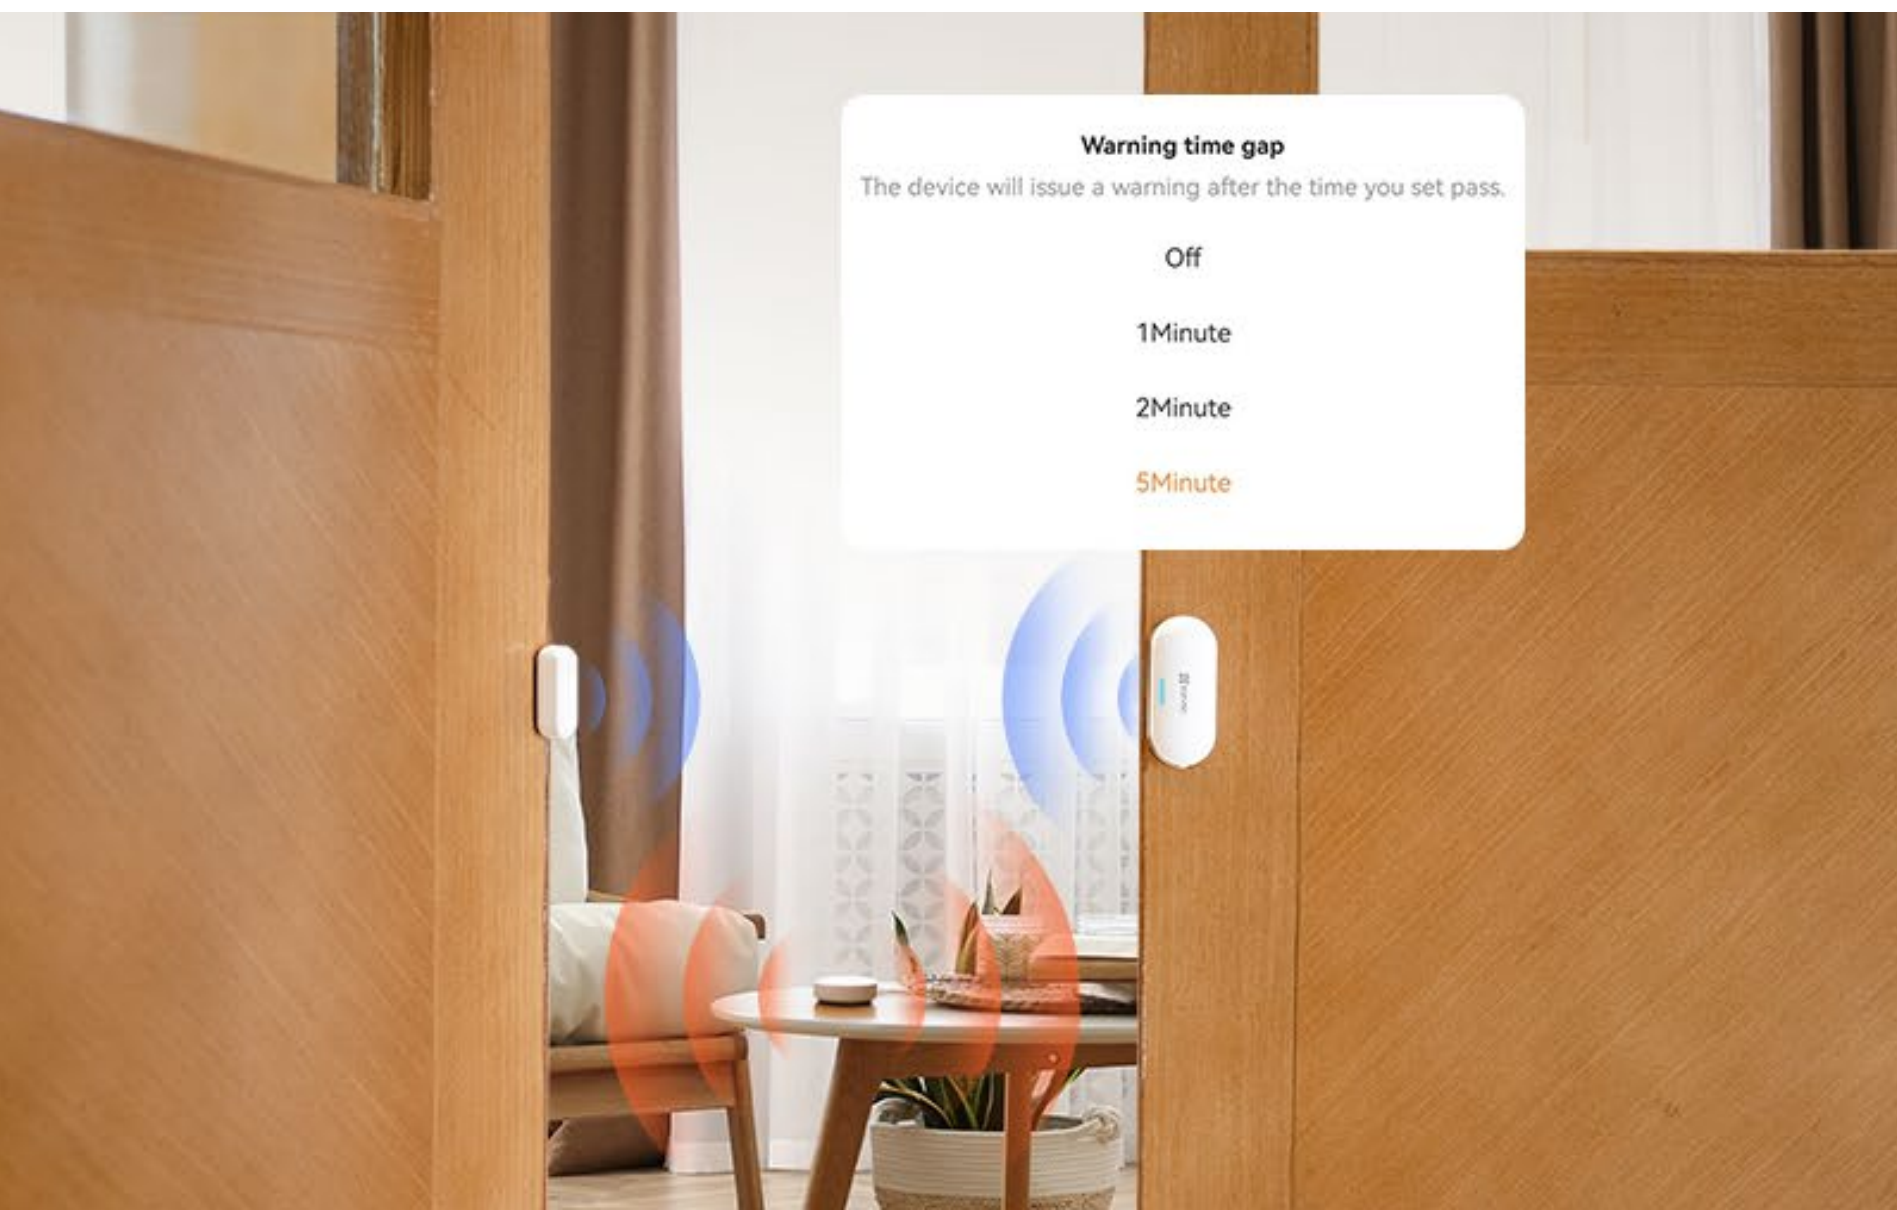 Warning time gap
The device will issue a warning after the time you set pass.
Off
1Minute
2Minute
5Minute